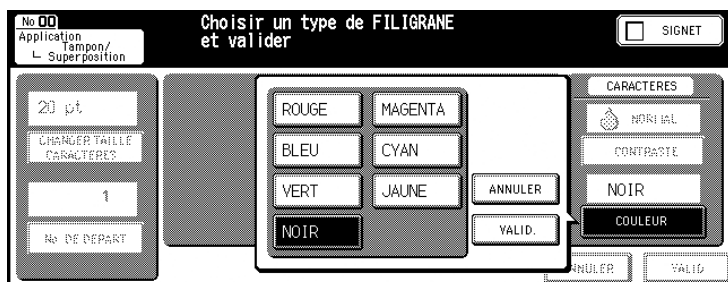 No 00
Application
Tampon/
Superposition
Choisir un type de FILIGRANE
et valider
SIGNET
20 pt
CHANGER TAILLE
CARACTERES
1
No DE DEPART
ROUGE
MAGENTA
BLEU
CYAN
VERT
JAUNE
NOIR
ANNULER
VALID.
CARACTERES
NORMAL
CONTRASTE
NOIR
COULEUR
ANNULER
VALID